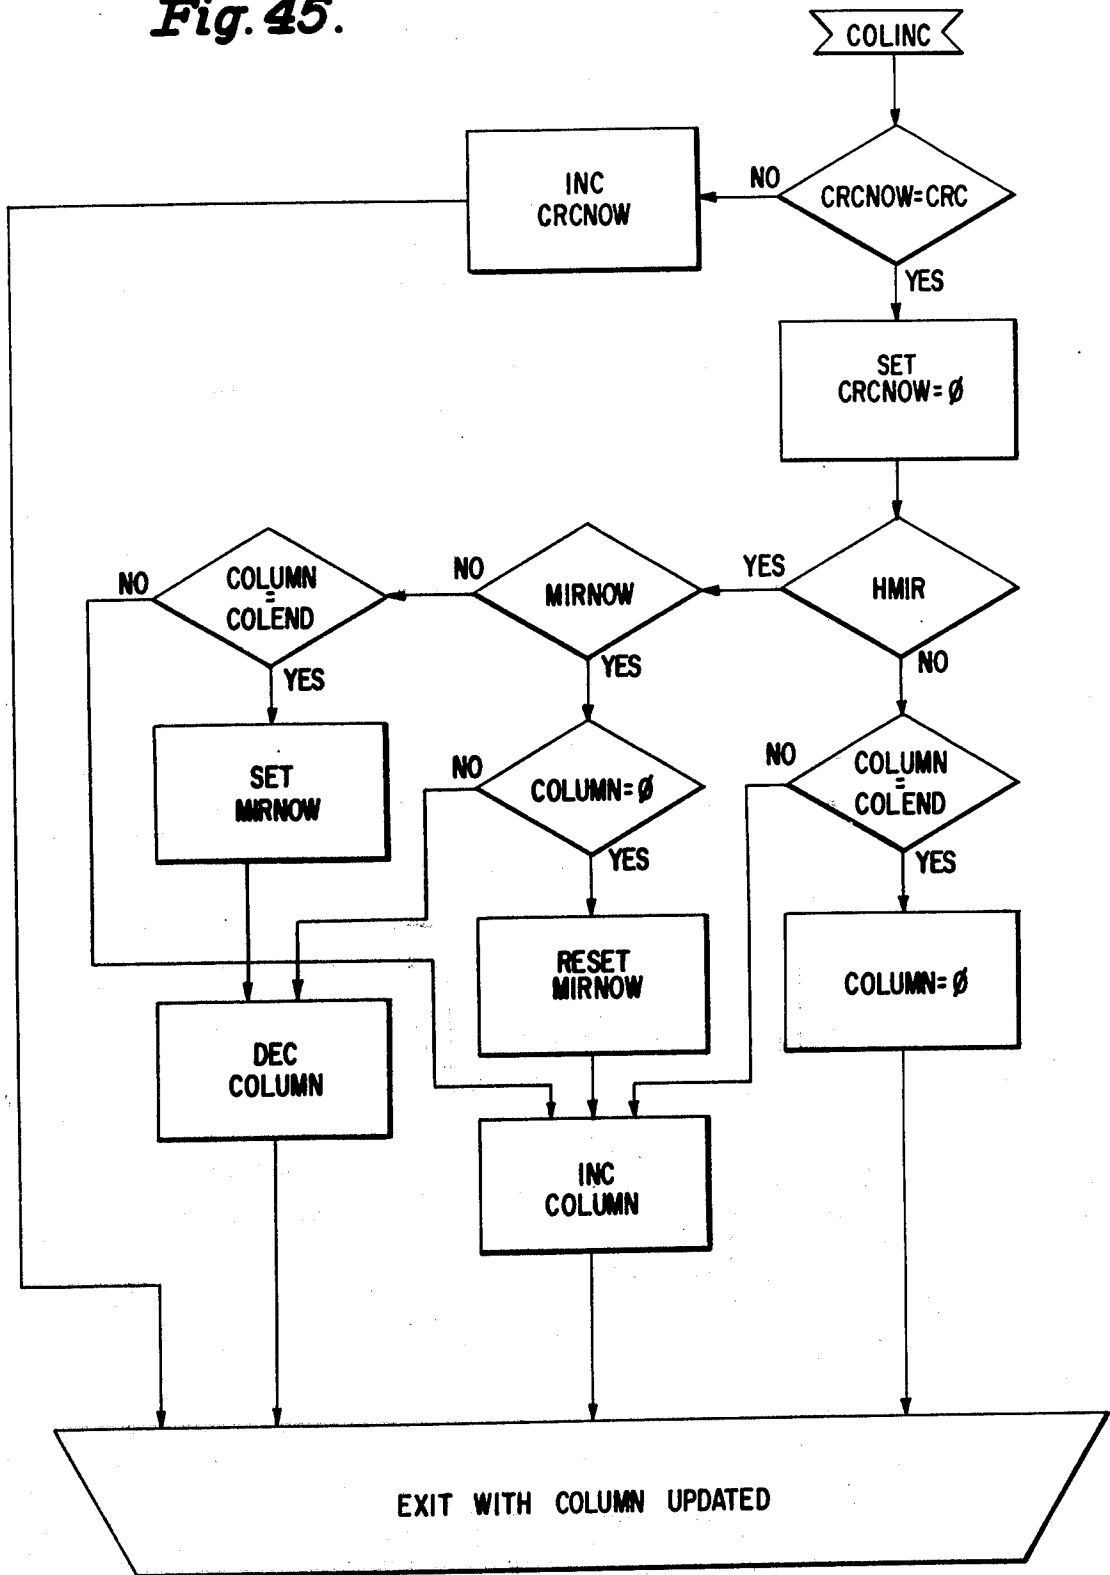 Fig. 45.
COLINC
CRCNOW=CRC
NO
INC
CRCNOW
YES
SET
CRCNOW=Ø
HMIR
YES
MIRNOW
NO
COLUMN
=
COLEND
NO
YES
YES
NO
SET
MIRNOW
NO
COLUMN=Ø
NO
COLUMN
=
COLEND
YES
YES
RESET
MIRNOW
COLUMN=Ø
DEC
COLUMN
INC
COLUMN
EXIT WITH COLUMN UPDATED